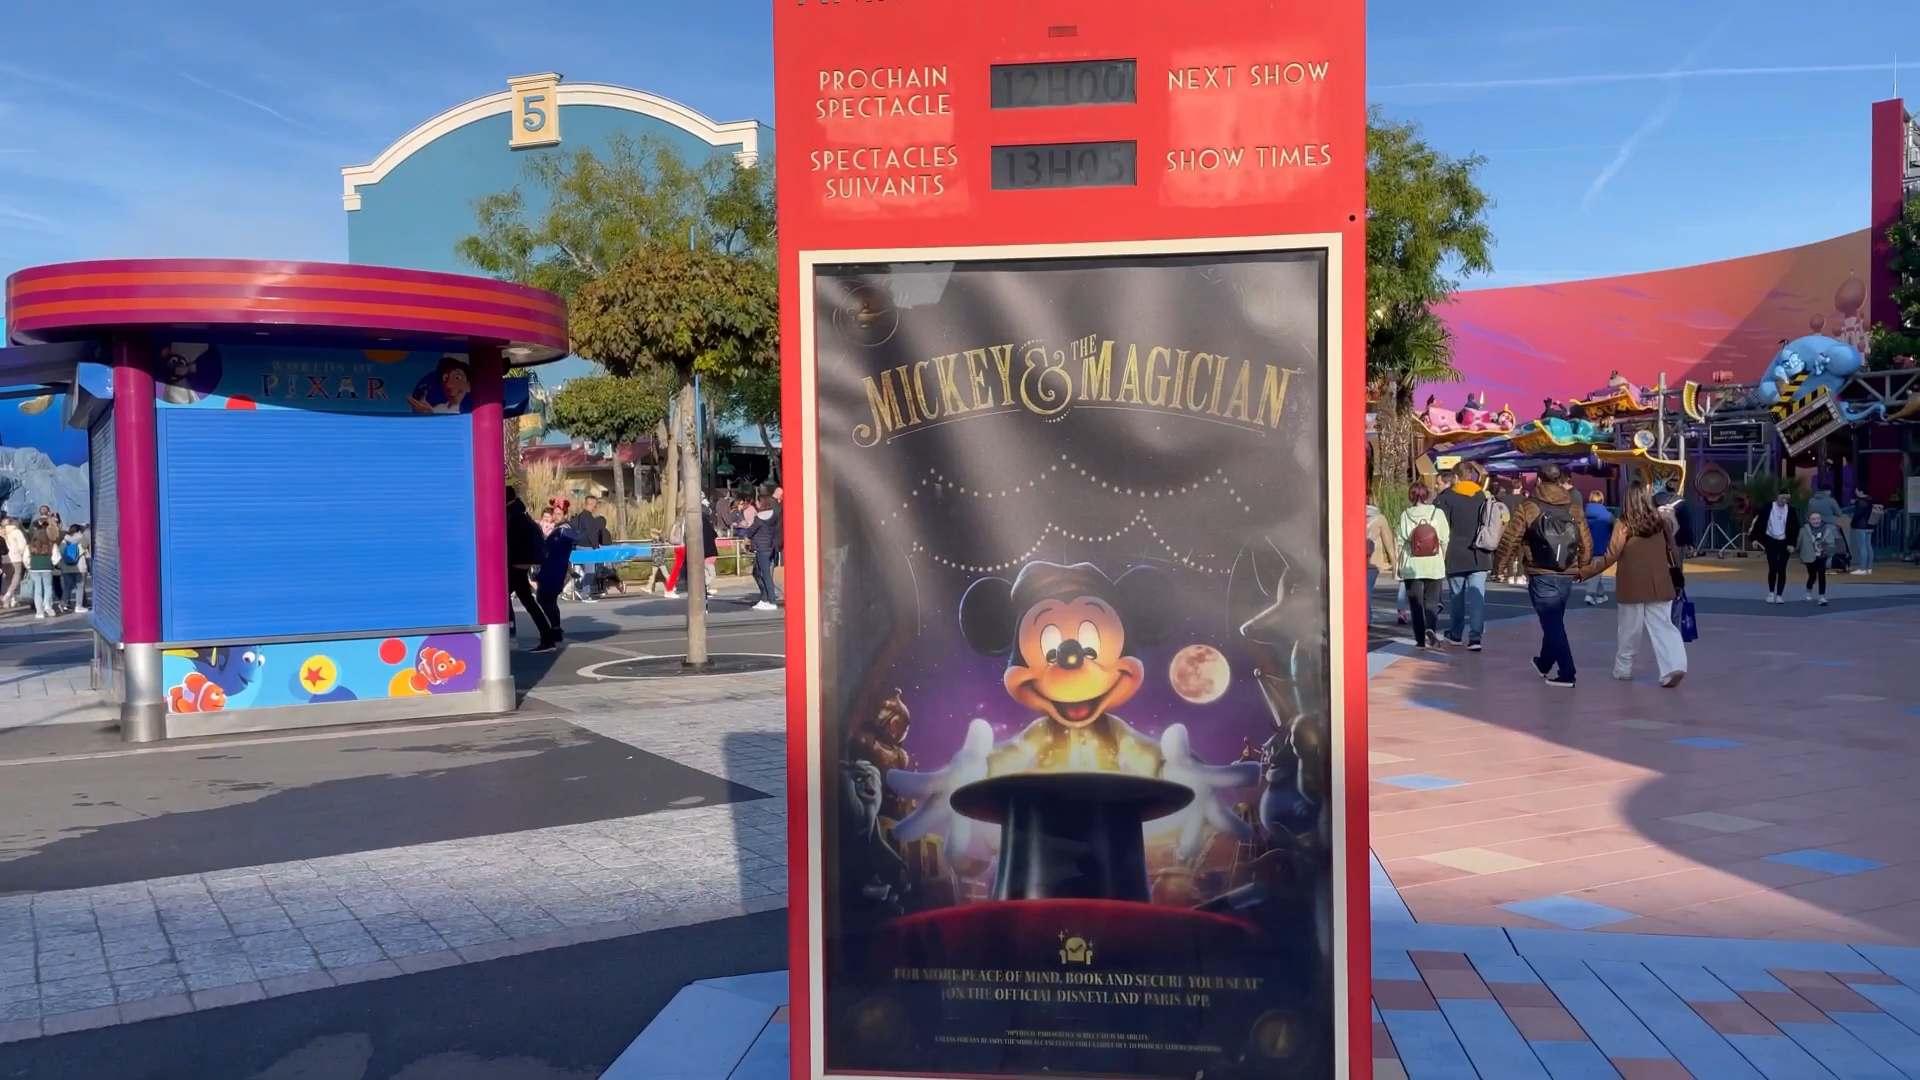 5
PROCHAIN
SPECTACLE
12H00
NEXT SHOW
SPECTACLES
SUIVANTS
13H05
SHOW TIMES
WORLDS OF
PIXAR
MICKEY & THE MAGICIAN
FOR MORE PEACE OF MIND, BOOK AND SECURE YOUR SEAT*
ON THE OFFICIAL DISNEYLAND PARIS APP.